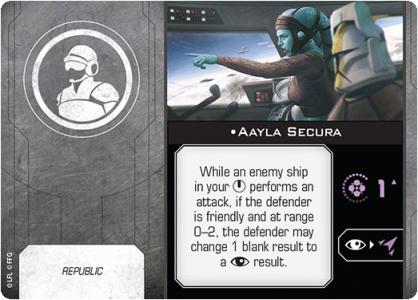 •Aayla Secura
While an enemy ship
in your performs an
attack, if the defender
is friendly and at range
0–2, the defender may
change 1 blank result to
a result.
1
REPUBLIC
© LFL © FFG